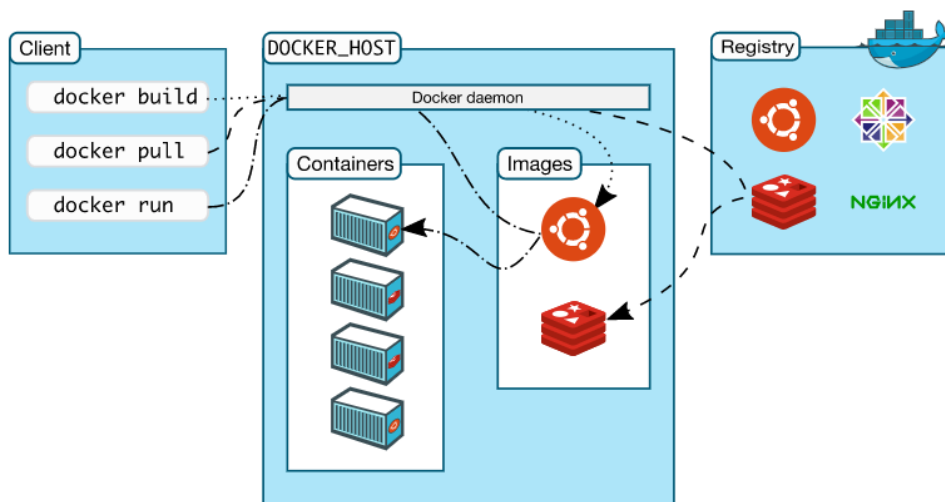 Client
docker build
docker pull
docker run
DOCKER_HOST
Docker daemon
Containers
Images
Registry
NGINX